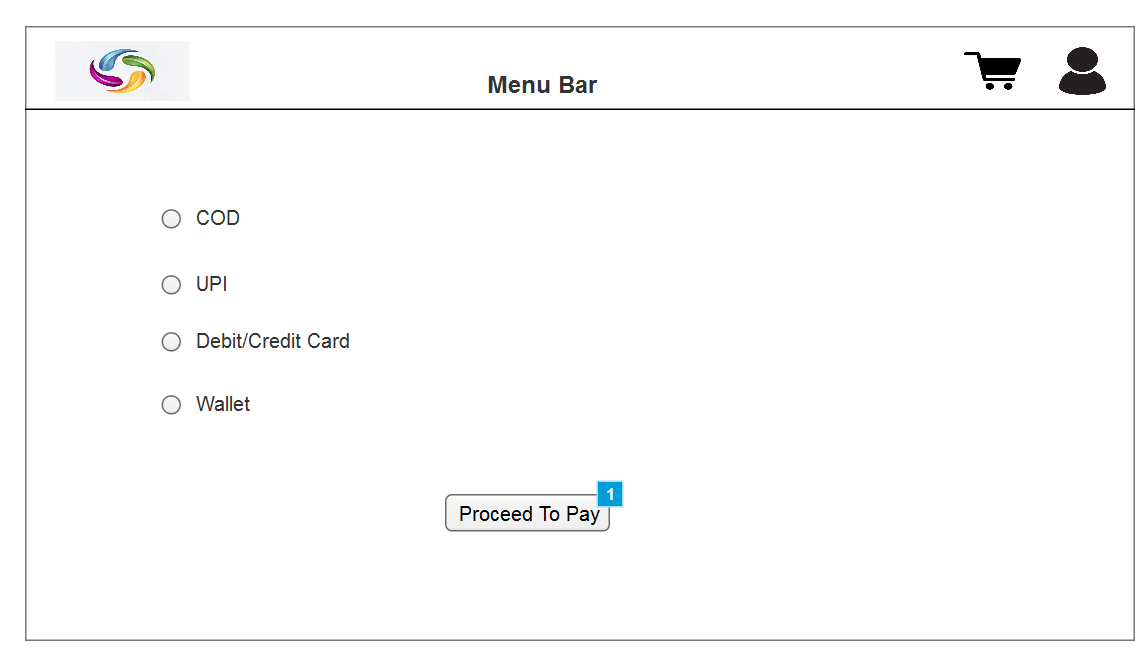 Menu Bar
COD
UPI
Debit/Credit Card
Wallet
1
Proceed To Pay